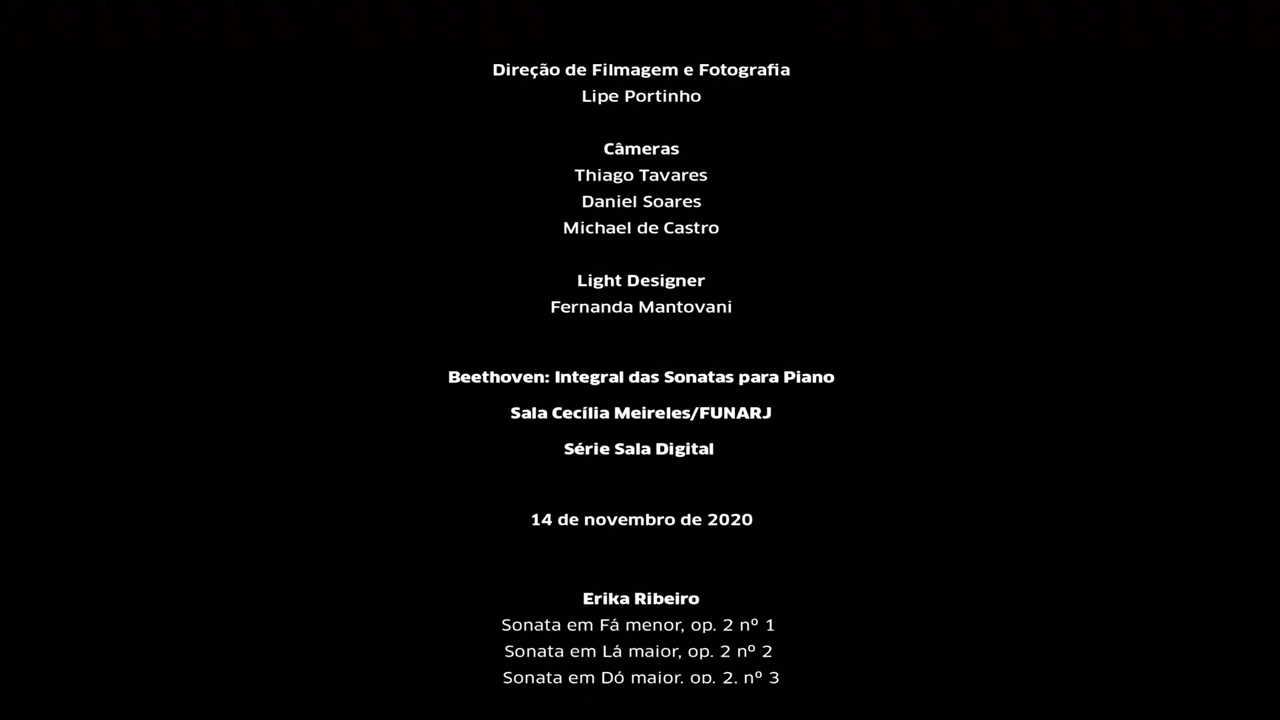 Direção de Filmagem e Fotografia
Lipe Portinho
Câmeras
Thiago Tavares
Daniel Soares
Michael de Castro
Light Designer
Fernanda Mantovani
Beethoven: Integral das Sonatas para Piano
Sala Cecília Meireles/FUNARJ
Série Sala Digital
14 de novembro de 2020
Erika Ribeiro
Sonata em Fá menor, op. 2 nº 1
Sonata em Lá maior, op. 2 nº 2
Sonata em Dó maior, op. 2, nº 3